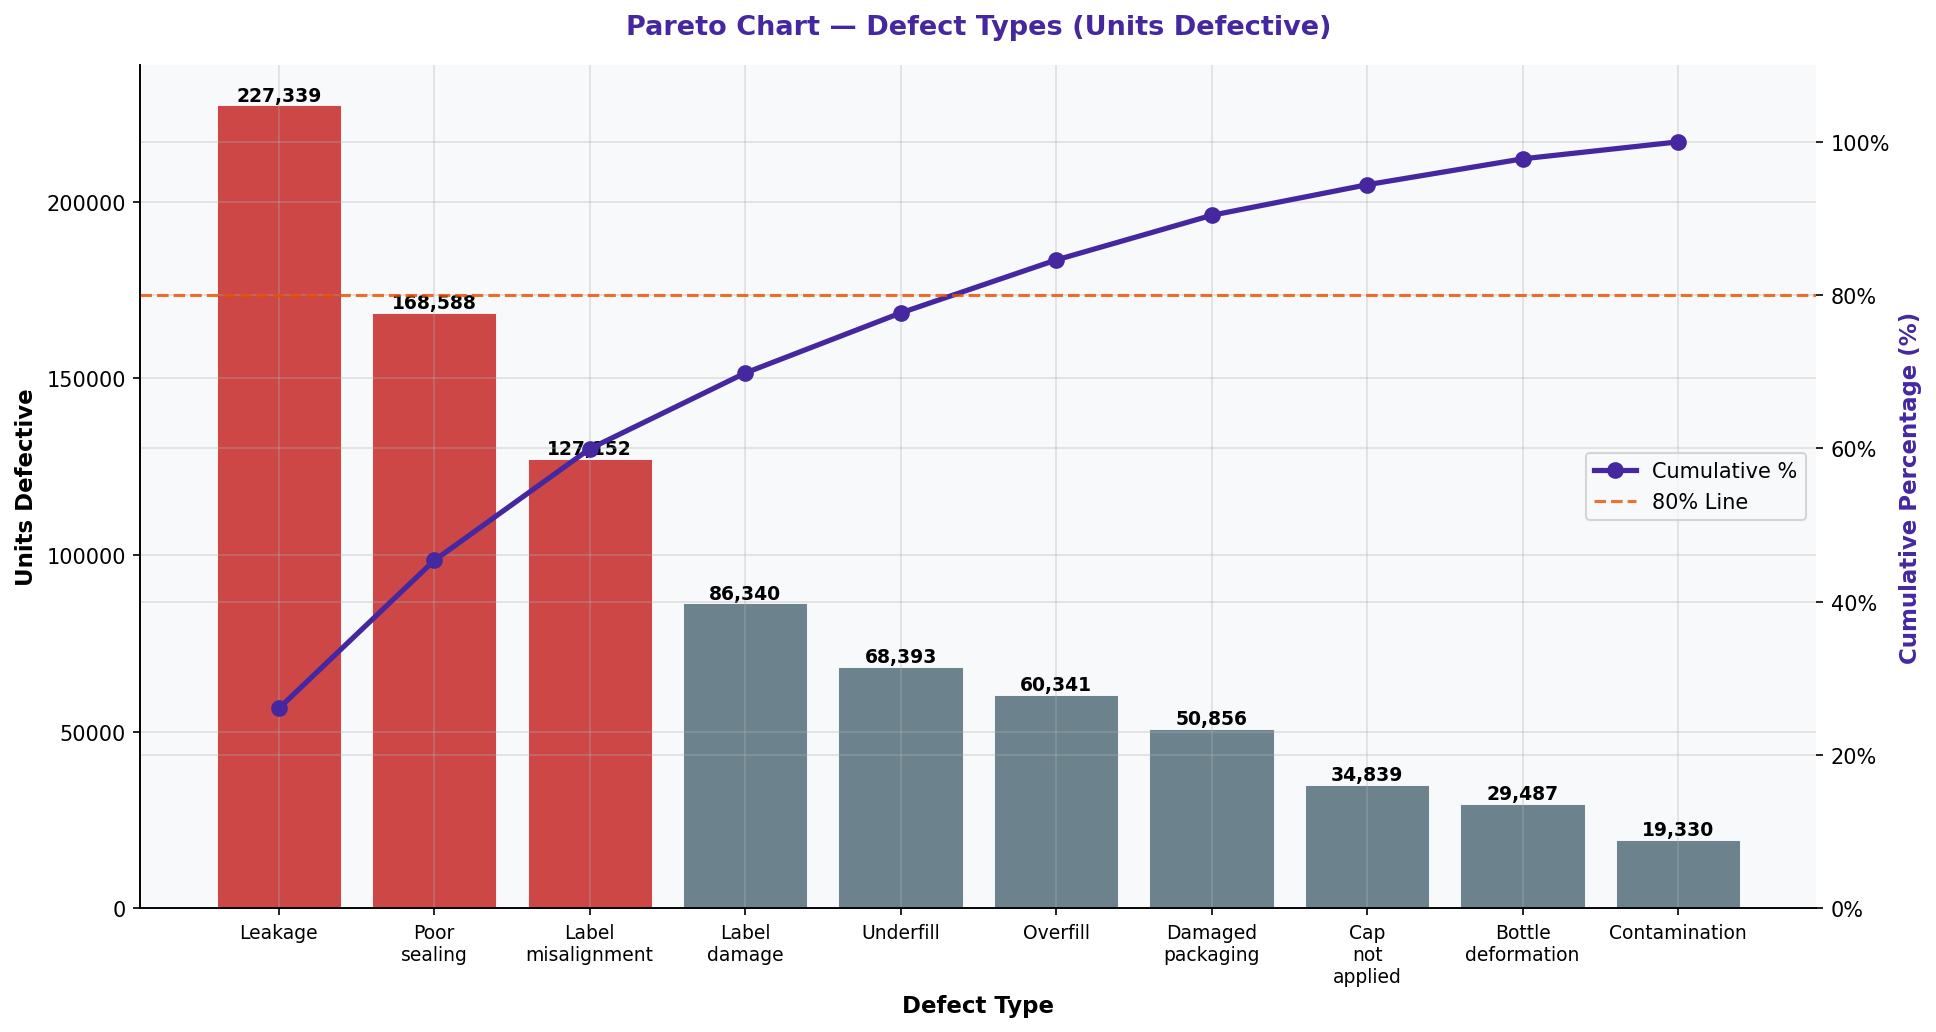 Pareto Chart — Defect Types (Units Defective)
Units Defective
200000
150000
100000
50000
0
227,339
168,588
127,152
86,340
68,393
60,341
50,856
34,839
29,487
19,330
100%
80%
60%
40%
20%
0%
Cumulative Percentage (%)
Cumulative %
80% Line
Leakage
Poor
sealing
Label
misalignment
Label
damage
Underfill
Overfill
Damaged
packaging
Cap
not
applied
Bottle
deformation
Contamination
Defect Type